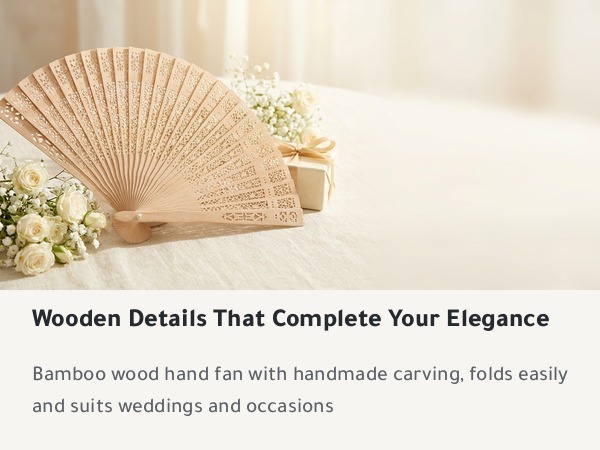 Wooden Details That Complete Your Elegance
Bamboo wood hand fan with handmade carving, folds easily
and suits weddings and occasions